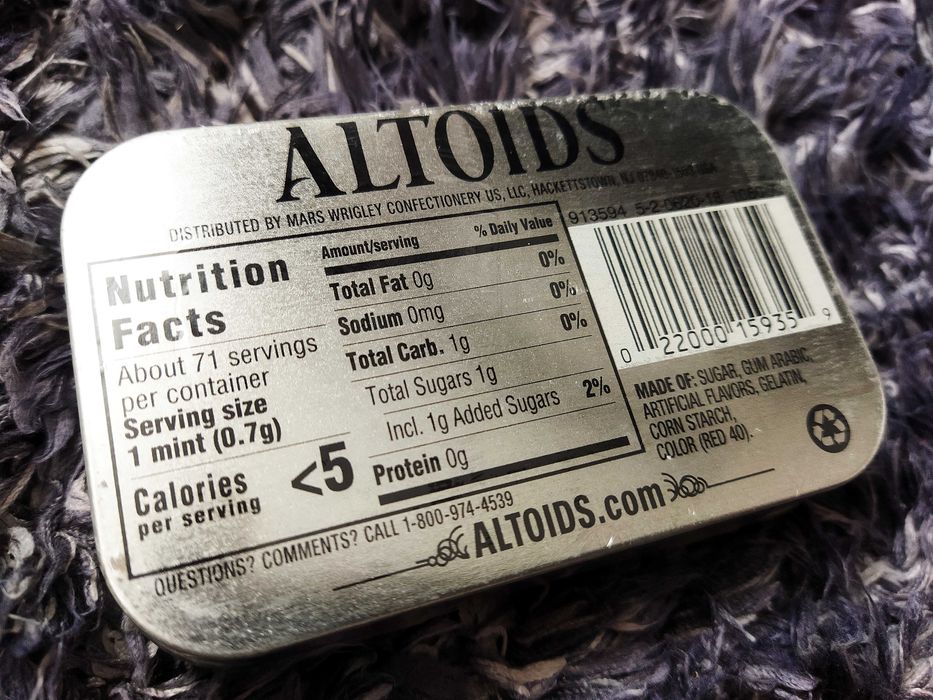 ALTOIDS
DISTRIBUTED BY MARS WRIGLEY CONFECTIONERY US, LLC, HACKETTSTOWN, NJ
Nutrition
Facts
About 71 servings
per container
Serving size
1 mint (0.7g)
Calories <5
per serving
Amount/serving % Daily Value
Total Fat 0g 0%
Sodium 0mg 0%
Total Carb. 1g 0%
Total Sugars 1g
Incl. 1g Added Sugars 2%
Protein 0g
913594 5-2
0 22000 15935 9
MADE OF: SUGAR, GUM ARABIC,
ARTIFICIAL FLAVORS, GELATIN,
CORN STARCH,
COLOR (RED 40).
QUESTIONS? COMMENTS? CALL 1-800-974-4539
ALTOIDS.com